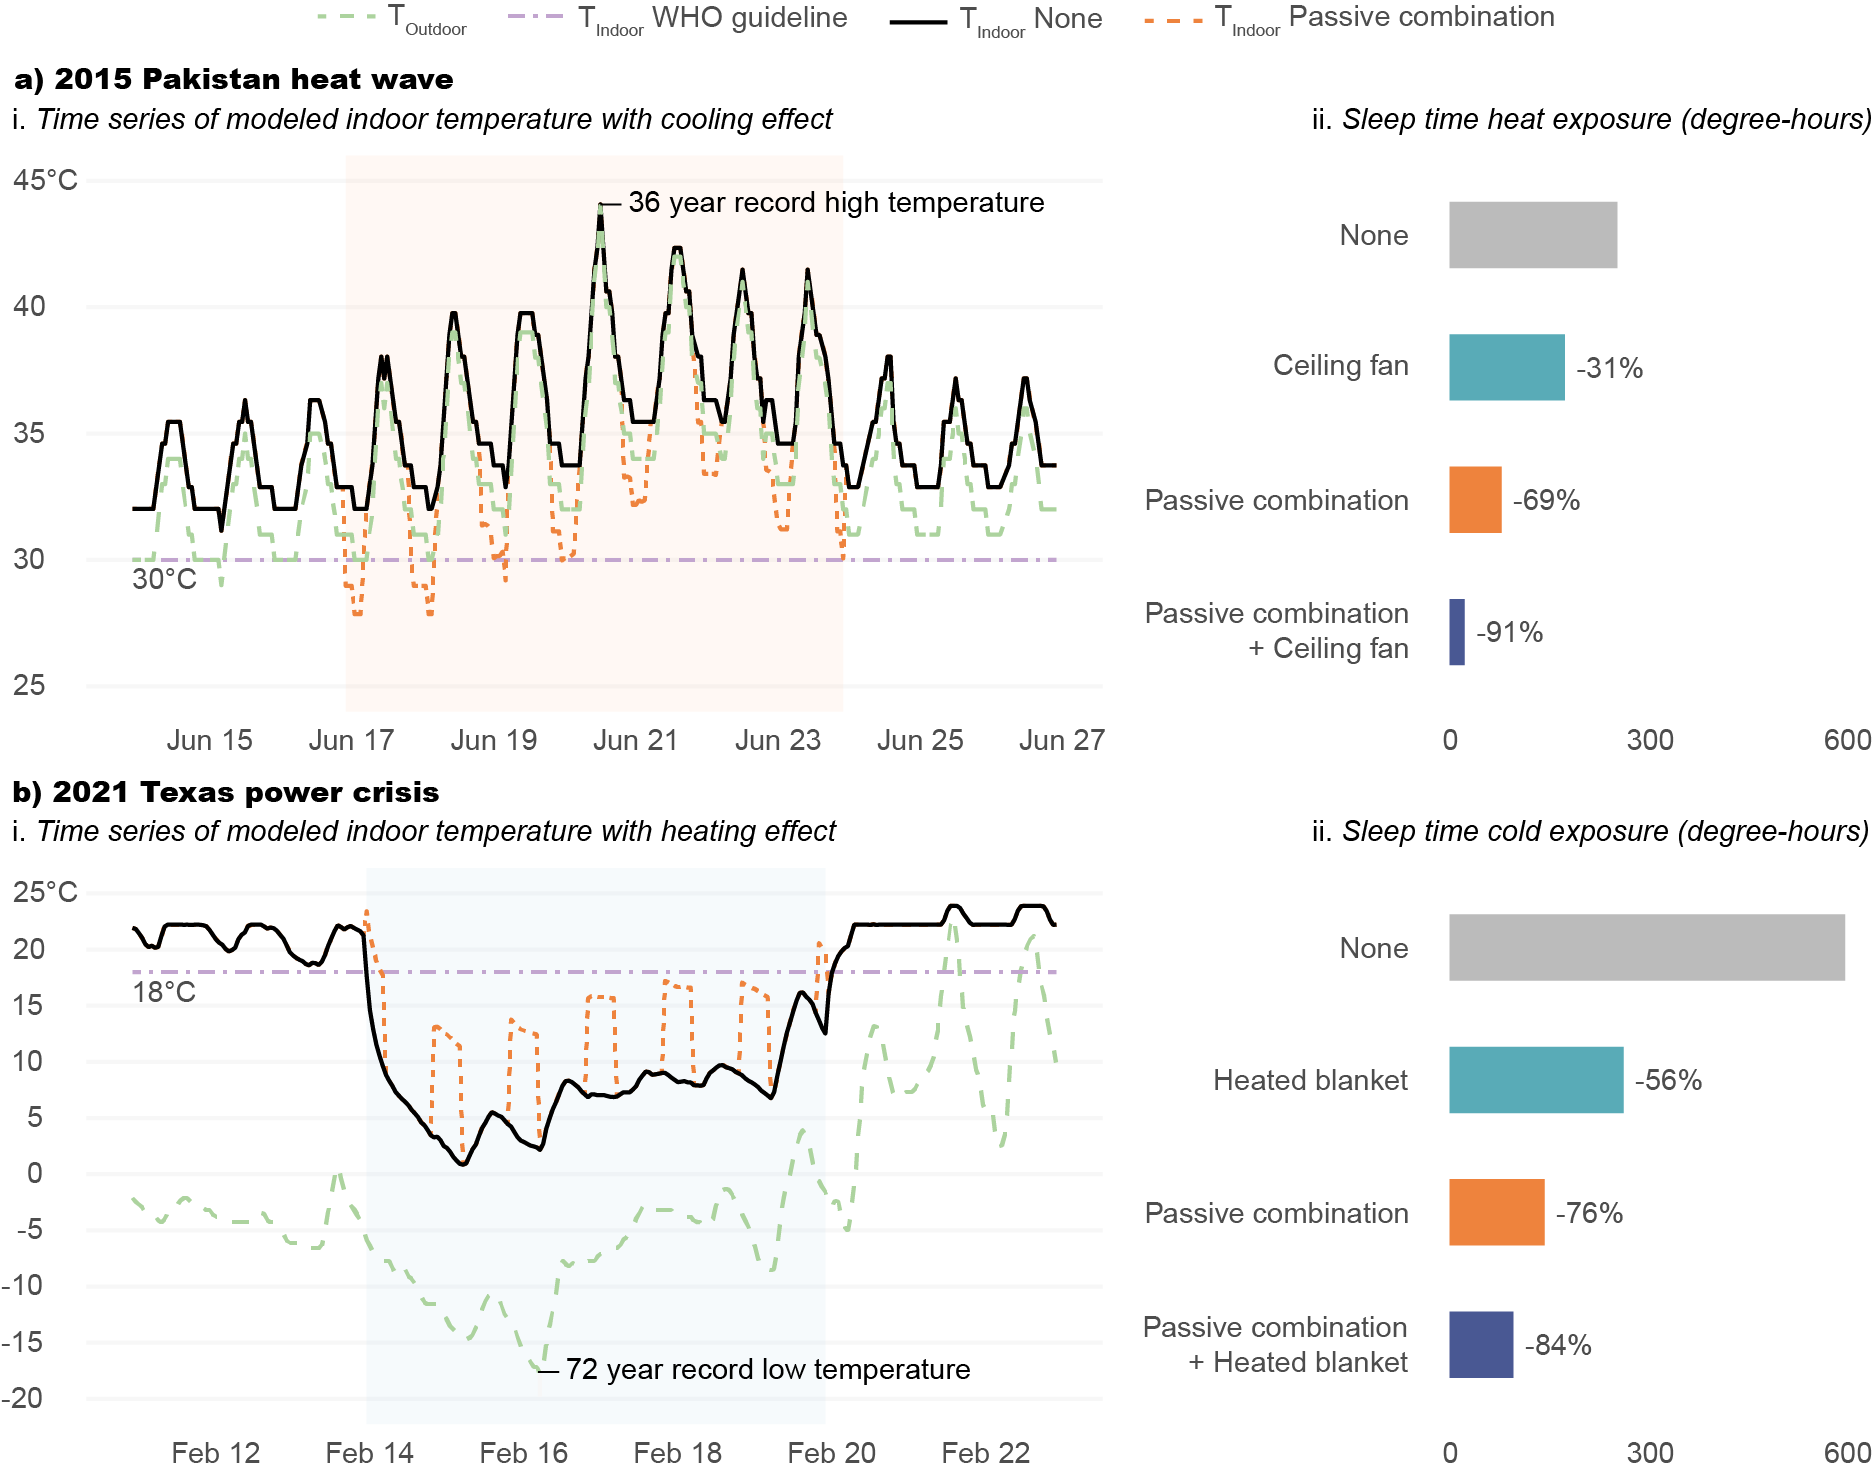 TOutdoor TIndoor WHO guideline TIndoor None TIndoor Passive combination
a) 2015 Pakistan heat wave
i. Time series of modeled indoor temperature with cooling effect
ii. Sleep time heat exposure (degree-hours)
45°C
36 year record high temperature
None
40
Ceiling fan
-31%
35
Passive combination
-69%
30
30°C
Passive combination
+ Ceiling fan
-91%
25
Jun 15 Jun 17 Jun 19 Jun 21 Jun 23 Jun 25 Jun 27
0 300 600
b) 2021 Texas power crisis
i. Time series of modeled indoor temperature with heating effect
ii. Sleep time cold exposure (degree-hours)
25°C
20
None
18°C
15
10
Heated blanket
-56%
5
0
Passive combination
-76%
-5
-10
Passive combination
+ Heated blanket
-84%
-15
72 year record low temperature
-20
Feb 12 Feb 14 Feb 16 Feb 18 Feb 20 Feb 22
0 300 600